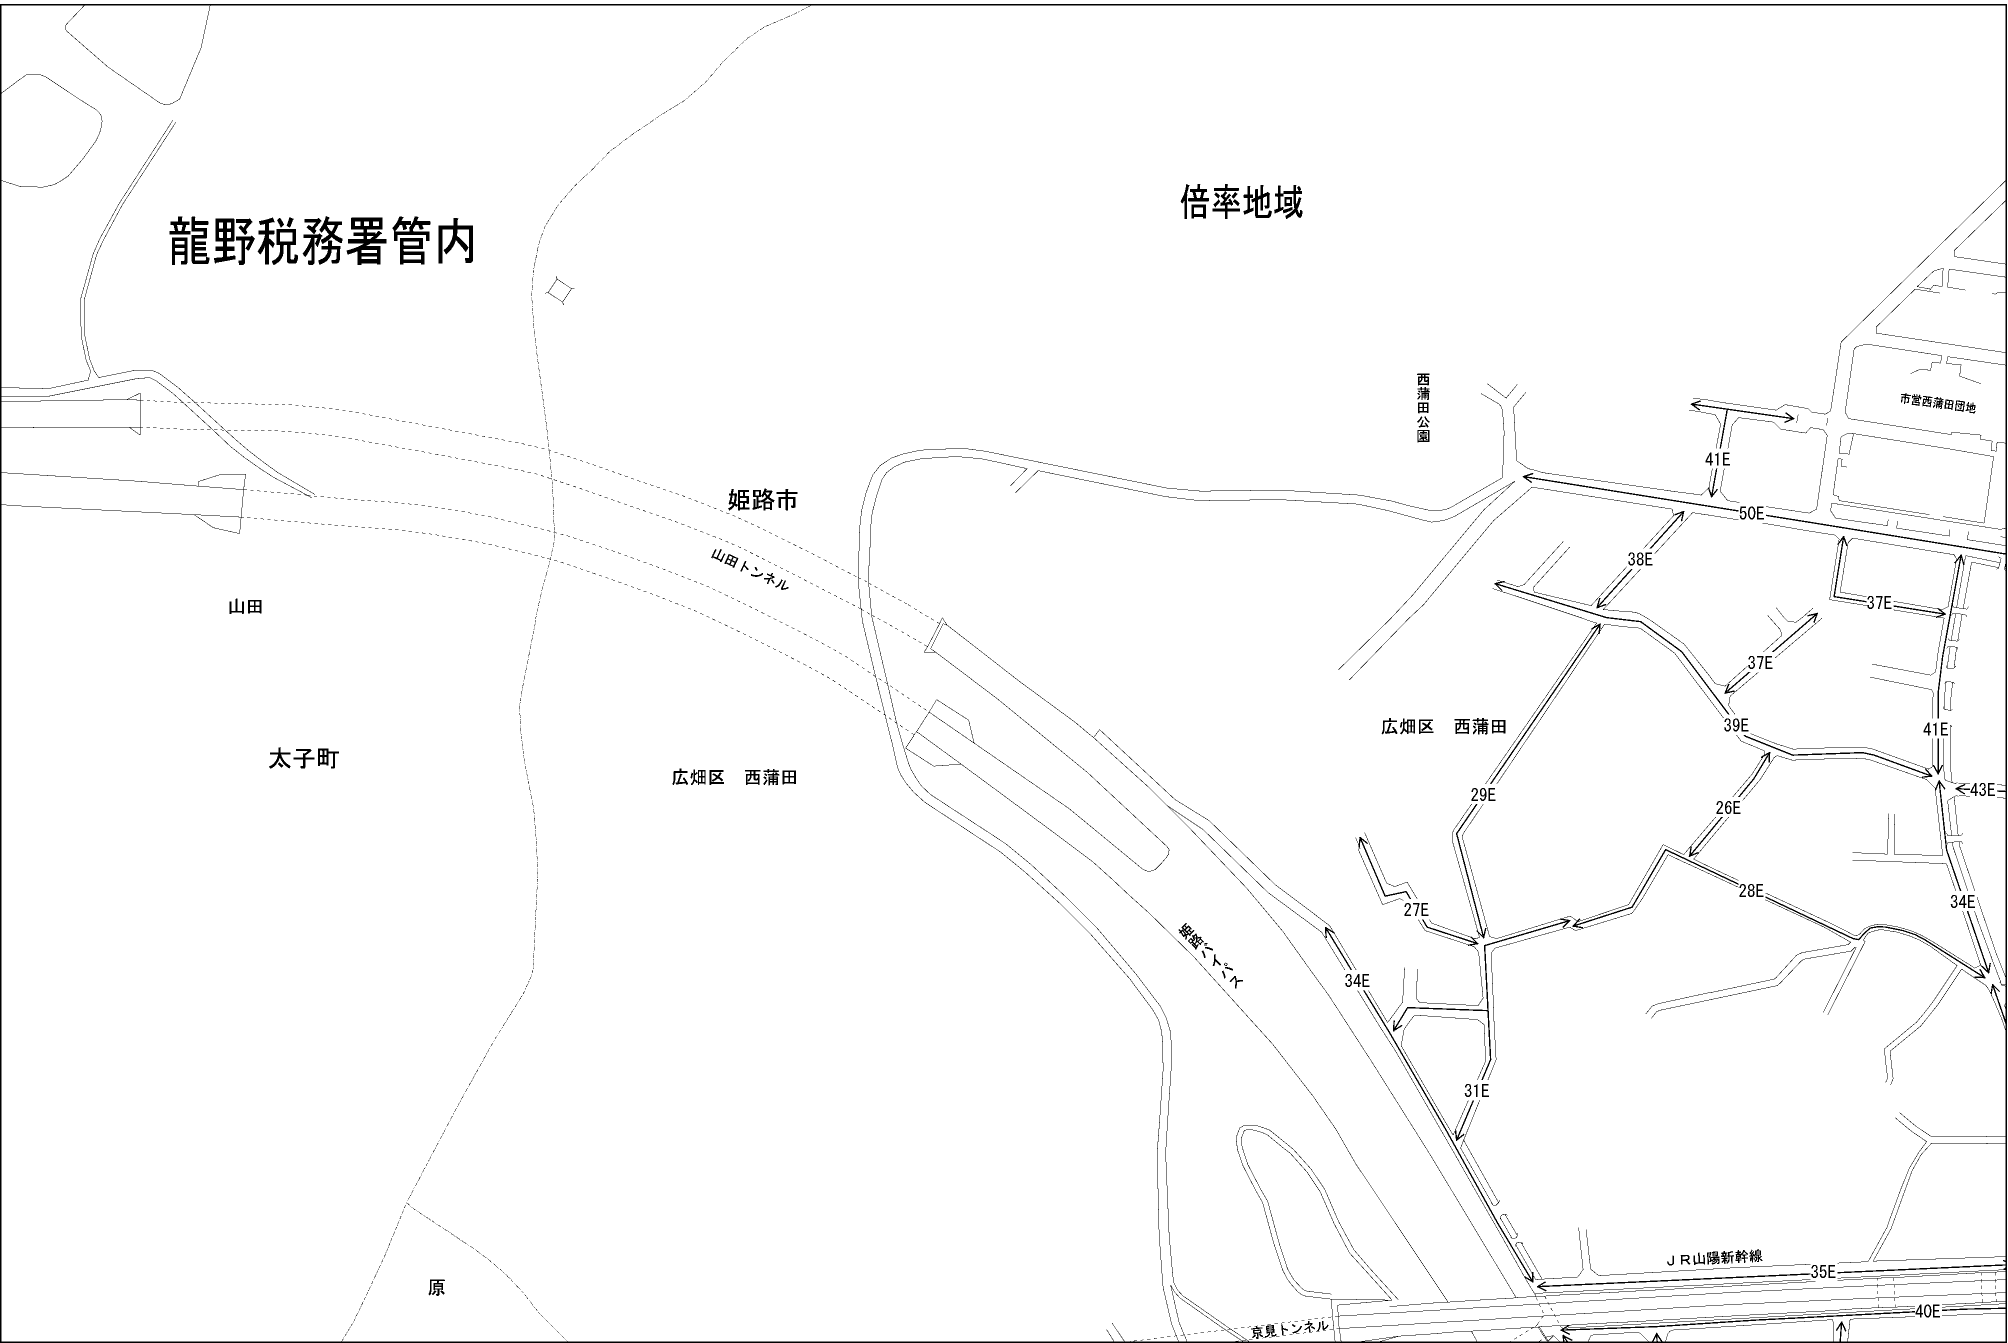 倍率地域
龍野税務署管内
西蒲田公園
市営西蒲田団地
41E
姫路市
50E
山田トンネル
38E
山田
37E
37E
広畑区 西蒲田
39E
41E
太子町
広畑区 西蒲田
43E
29E
26E
28E
34E
27E
姫路バイパス
34E
31E
JR山陽新幹線
35E
原
40E
京見トンネル